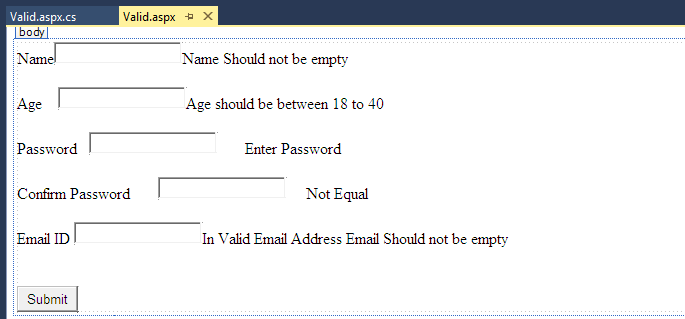 Valid.aspx.cs Valid.aspx
body
Name Name Should not be empty
Age Age should be between 18 to 40
Password Enter Password
Confirm Password Not Equal
Email ID In Valid Email Address Email Should not be empty
Submit